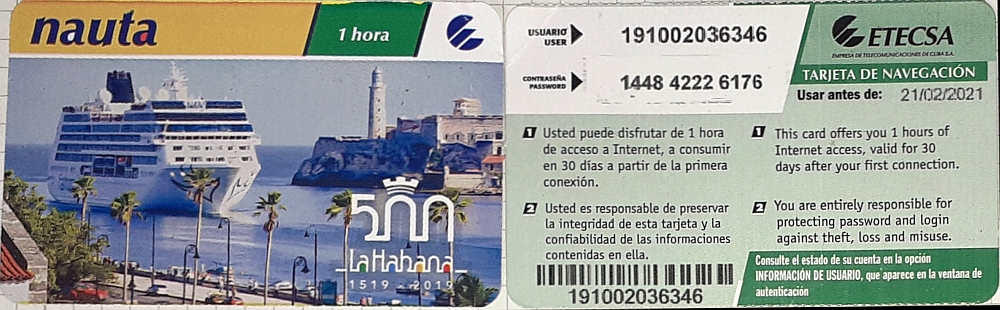 nauta
1 hora
500
La Habana
1519 - 2019
USUARIO
USER
191002036346
CONTRASEÑA
PASSWORD
1448 4222 6176
ETECSA
EMPRESA DE TELECOMUNICACIONES DE CUBA S.A.
TARJETA DE NAVEGACIÓN
Usar antes de: 21/02/2021
1 Usted puede disfrutar de 1 hora
de acceso a Internet, a consumir
en 30 días a partir de la primera
conexión.
2 Usted es responsable de preservar
la integridad de esta tarjeta y la
confiabilidad de las informaciones
contenidas en ella.
1 This card offers you 1 hours of
Internet access, valid for 30
days after your first connection.
2 You are entirely responsible for
protecting password and login
against theft, loss and misuse.
191002036346
Consulte el estado de su cuenta en la opción
INFORMACIÓN DE USUARIO, que aparece en la ventana de
autenticación